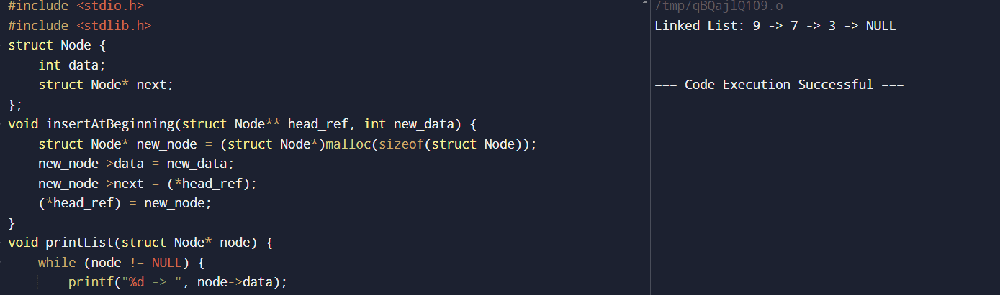 #include <stdio.h>
#include <stdlib.h>
struct Node {
    int data;
    struct Node* next;
};
void insertAtBeginning(struct Node** head_ref, int new_data) {
    struct Node* new_node = (struct Node*)malloc(sizeof(struct Node));
    new_node->data = new_data;
    new_node->next = (*head_ref);
    (*head_ref) = new_node;
}
void printList(struct Node* node) {
    while (node != NULL) {
        printf("%d -> ", node->data);
/tmp/qBQajlQ109.o
Linked List: 9 -> 7 -> 3 -> NULL
=== Code Execution Successful ===